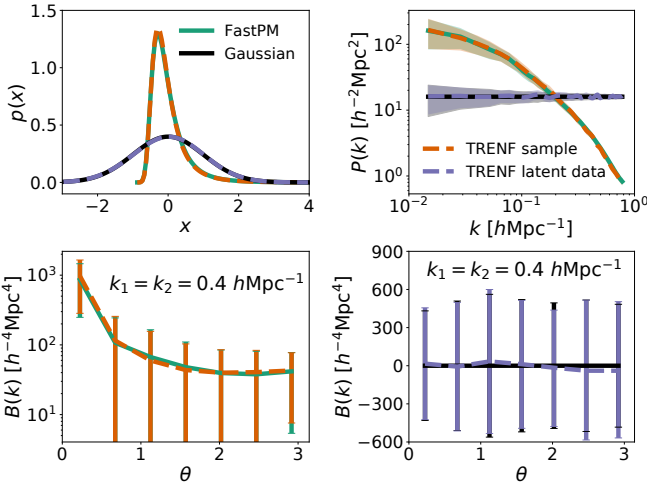 FastPM
Gaussian
p(x)
1.5
1.0
0.5
0.0
−2 0 2 4
x
P(k) [h⁻²Mpc²]
10²
10¹
10⁰
TRENF sample
TRENF latent data
10⁻² 10⁻¹ 10⁰
k [hMpc⁻¹]
k₁ = k₂ = 0.4 hMpc⁻¹
B(k) [h⁻⁴Mpc⁴]
10³
10²
10¹
0 1 2 3
θ
k₁ = k₂ = 0.4 hMpc⁻¹
B(k) [h⁻⁴Mpc⁴]
900
600
300
0
−300
−600
0 1 2 3
θ